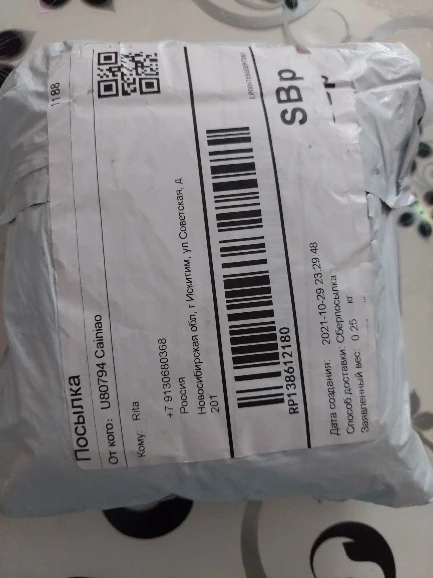 1188
Посылка
От кого: U80794 Cainiao
Кому: Rita
+7 9130680368
Россия
Новосибирская обл, г Искитим, ул Советская, д
201
RP138612180
SBp
Дата создания: 2021-10-29 23:29:48
Способ доставки: Сберпосылка
Заявленный вес: 0.25 кг